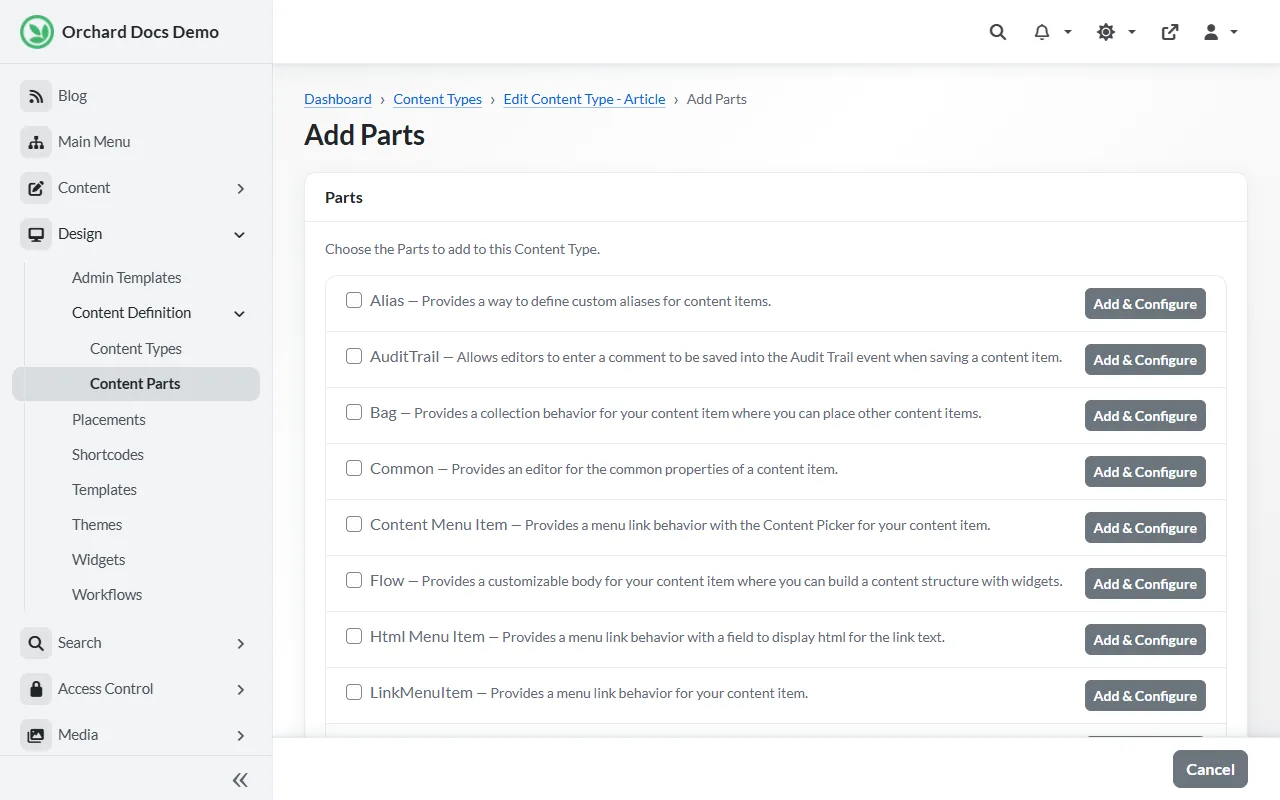 Orchard Docs Demo
Blog
Main Menu
Content
Design
Admin Templates
Content Definition
Content Types
Content Parts
Placements
Shortcodes
Templates
Themes
Widgets
Workflows
Search
Access Control
Media
Dashboard › Content Types › Edit Content Type - Article › Add Parts
Add Parts
Parts
Choose the Parts to add to this Content Type.
Alias — Provides a way to define custom aliases for content items. Add & Configure
AuditTrail — Allows editors to enter a comment to be saved into the Audit Trail event when saving a content item. Add & Configure
Bag — Provides a collection behavior for your content item where you can place other content items. Add & Configure
Common — Provides an editor for the common properties of a content item. Add & Configure
Content Menu Item — Provides a menu link behavior with the Content Picker for your content item. Add & Configure
Flow — Provides a customizable body for your content item where you can build a content structure with widgets. Add & Configure
Html Menu Item — Provides a menu link behavior with a field to display html for the link text. Add & Configure
LinkMenuItem — Provides a menu link behavior for your content item. Add & Configure
Cancel